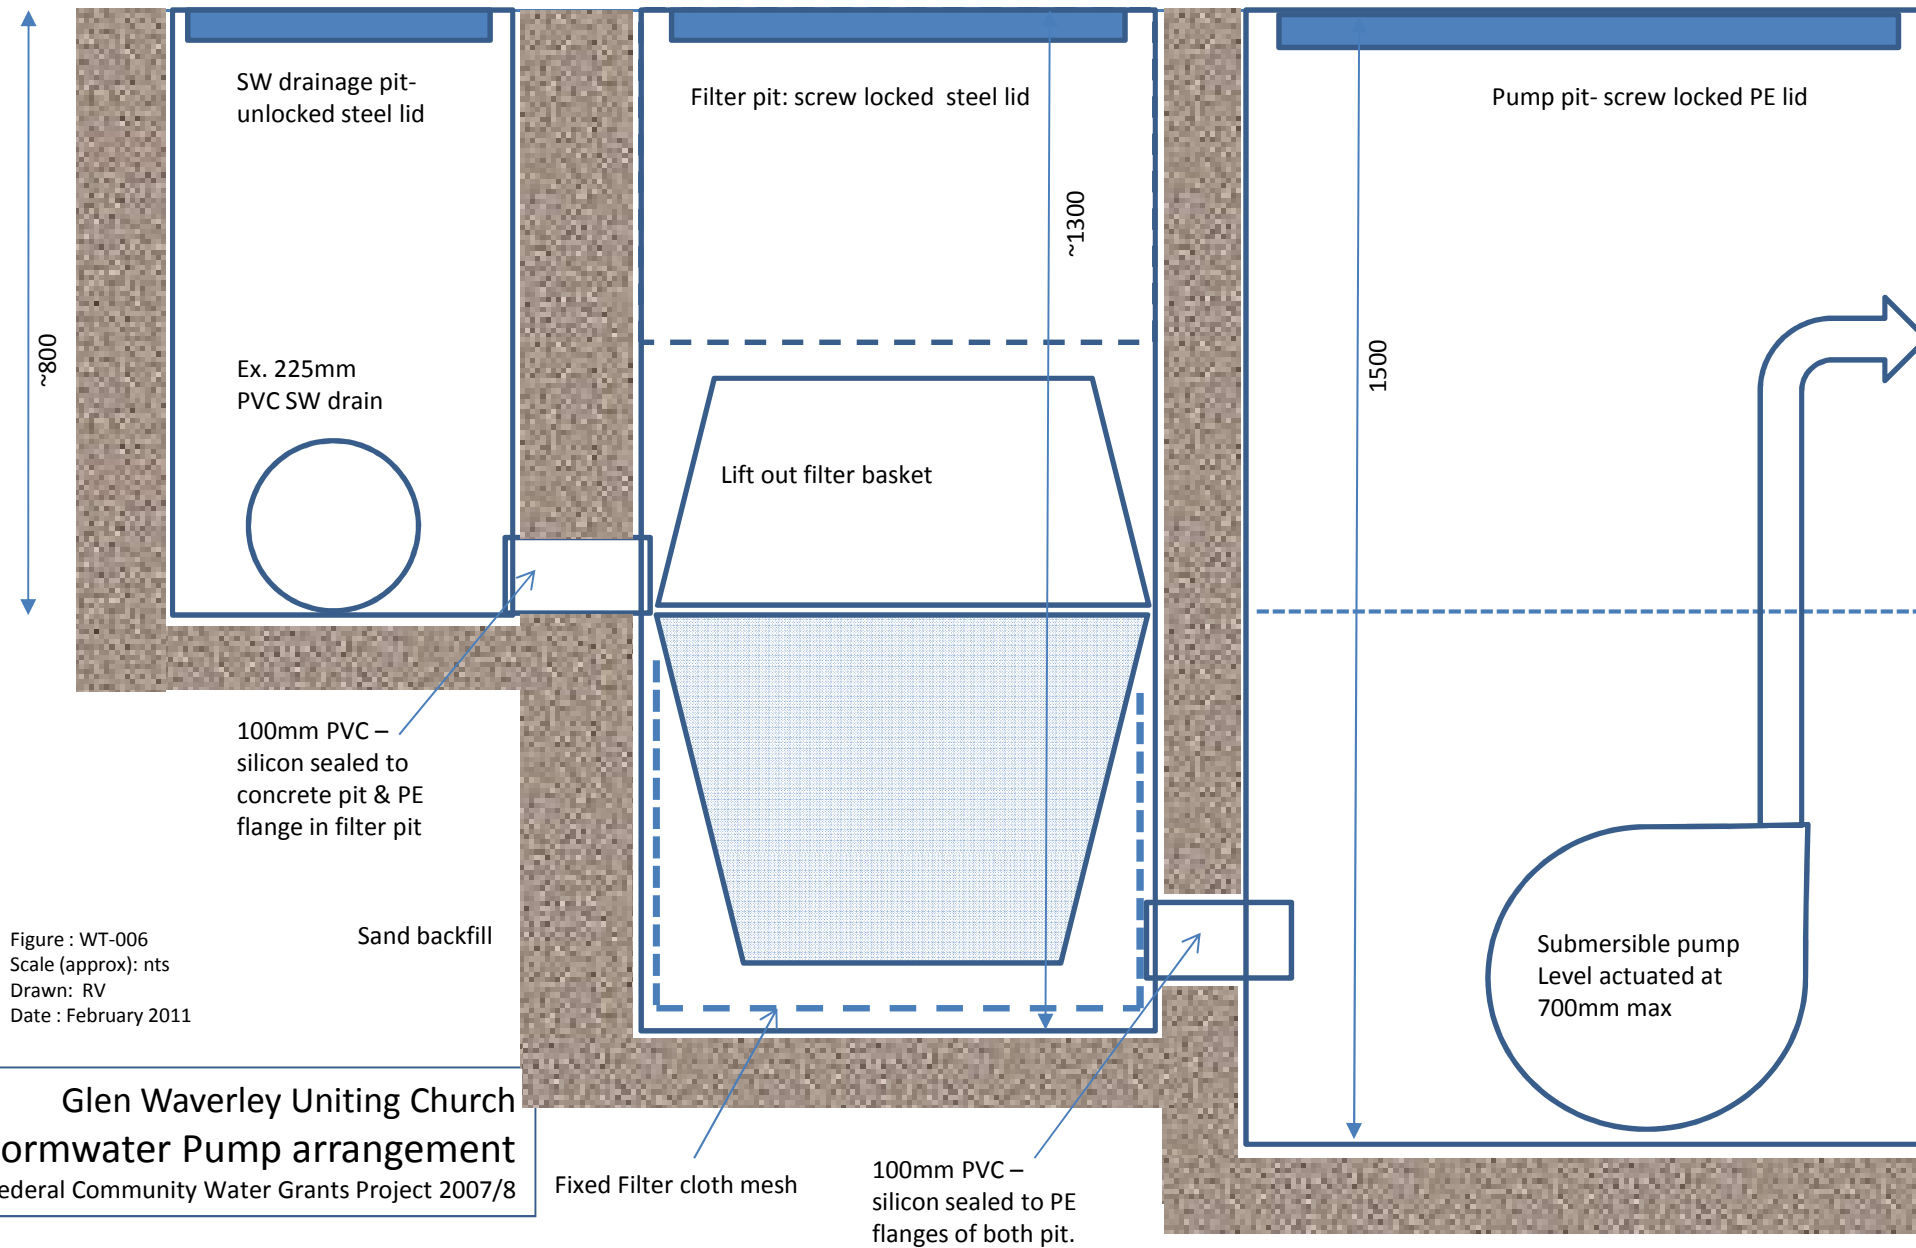 SW drainage pit-
unlocked steel lid
Filter pit: screw locked steel lid
Pump pit- screw locked PE lid
~800
~1300
1500
Ex. 225mm
PVC SW drain
Lift out filter basket
100mm PVC –
silicon sealed to
concrete pit & PE
flange in filter pit
Sand backfill
Submersible pump
Level actuated at
700mm max
Figure : WT-006
Scale (approx): nts
Drawn: RV
Date : February 2011
Glen Waverley Uniting Church
ormwater Pump arrangement
ederal Community Water Grants Project 2007/8
Fixed Filter cloth mesh
100mm PVC –
silicon sealed to PE
flanges of both pit.